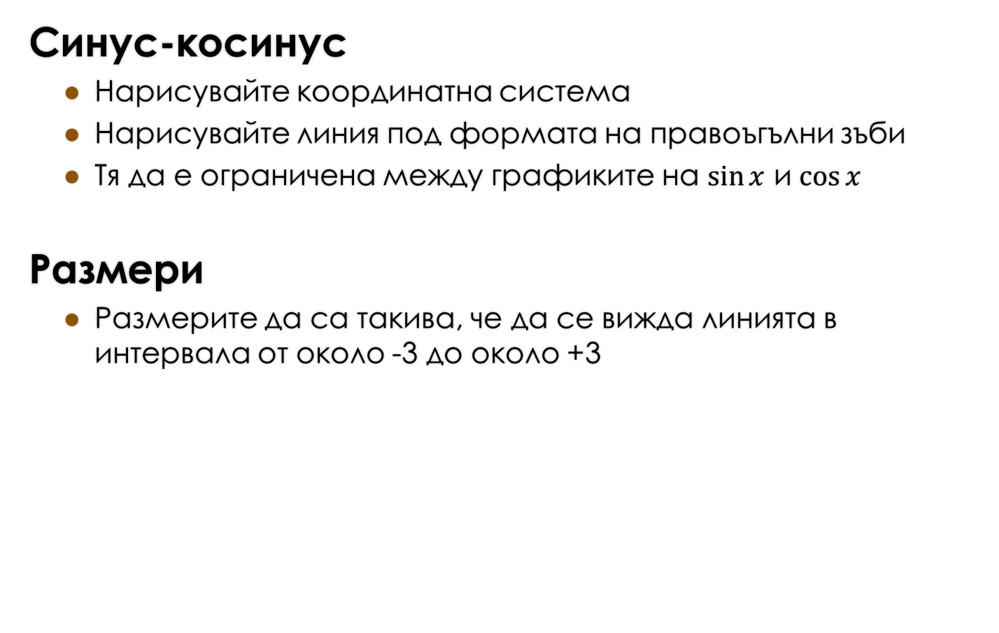 Синус-косинус
● Нарисувайте координатна система
● Нарисувайте линия под формата на правоъгълни зъби
● Тя да е ограничена между графиките на sin x и cos x
Размери
● Размерите да са такива, че да се вижда линията в
интервала от около -3 до около +3